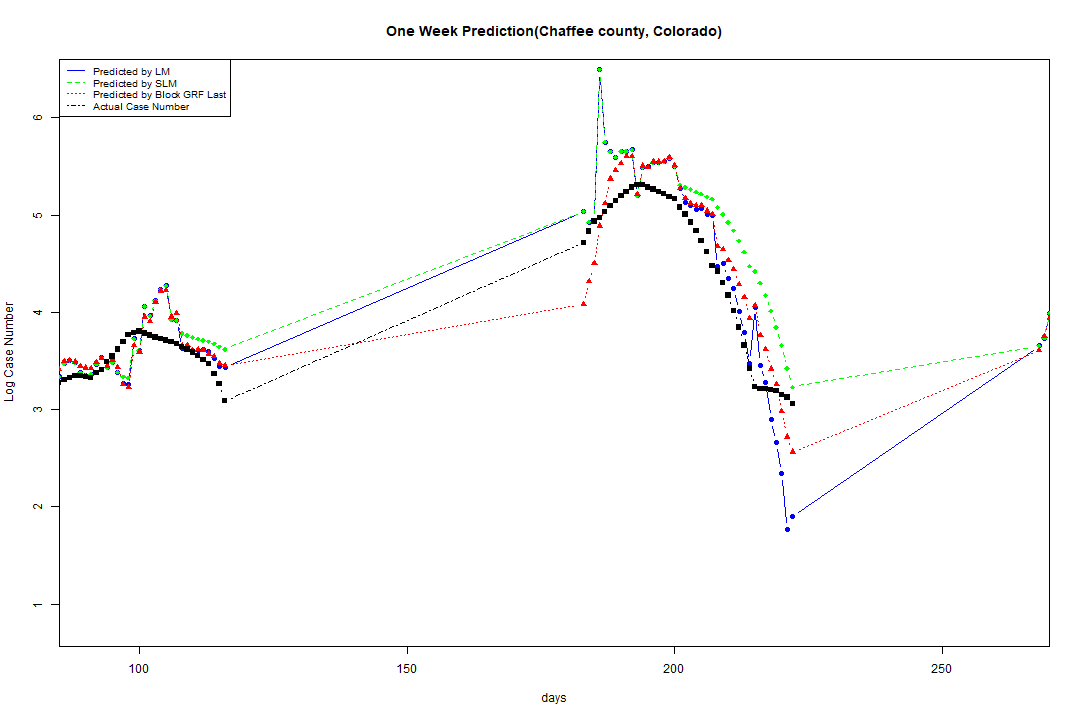 One Week Prediction(Chaffee county, Colorado)
Predicted by LM
Predicted by SLM
Predicted by Block GRF Last
Actual Case Number
Log Case Number
6
5
4
3
2
1
100
150
200
250
days